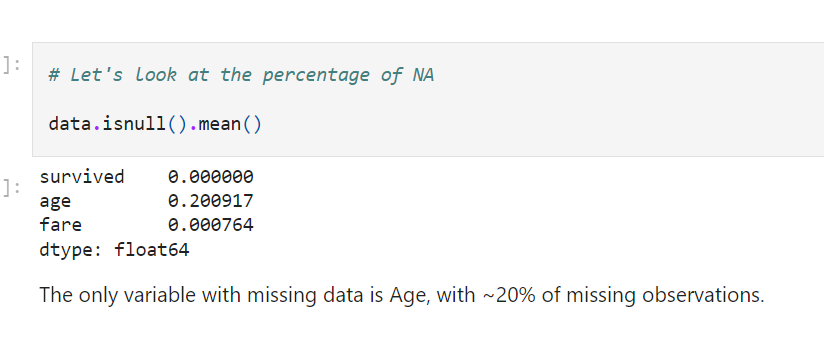 ]:
# Let's look at the percentage of NA
data.isnull().mean()
]:
survived 0.000000
age 0.200917
fare 0.000764
dtype: float64
The only variable with missing data is Age, with ~20% of missing observations.